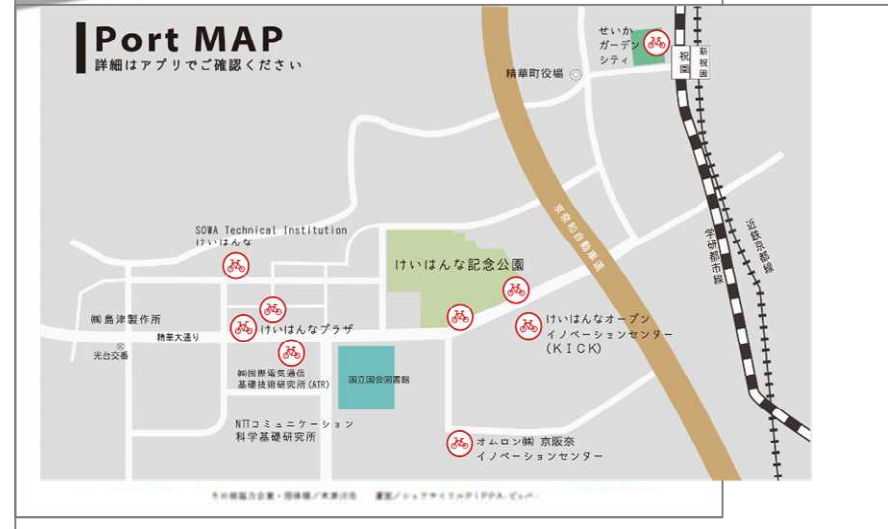 Port MAP
詳細はアプリでご確認ください
せいか
ガーデン
シティ
祝園
新祝園
精華町役場
京奈和自動車道
学研都市線
近鉄京都線
SOWA Technical Institution
けいはんな
けいはんな記念公園
㈱島津製作所
精華大通り
けいはんなプラザ
光台交番
㈱国際電気通信
基礎技術研究所(ATR)
国立国会図書館
けいはんなオープン
イノベーションセンター
(KICK)
NTTコミュニケーション
科学基礎研究所
オムロン㈱ 京阪奈
イノベーションセンター